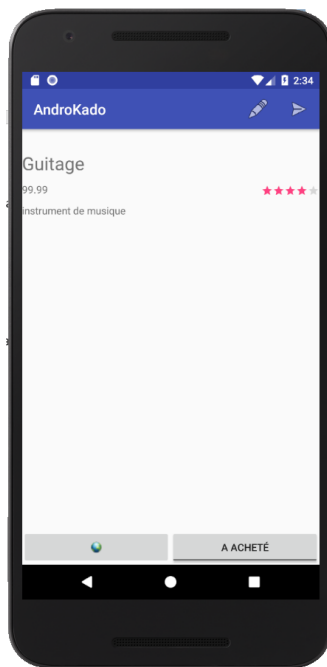 2:34
AndroKado
Guitage
99.99
instrument de musique
A ACHETÉ